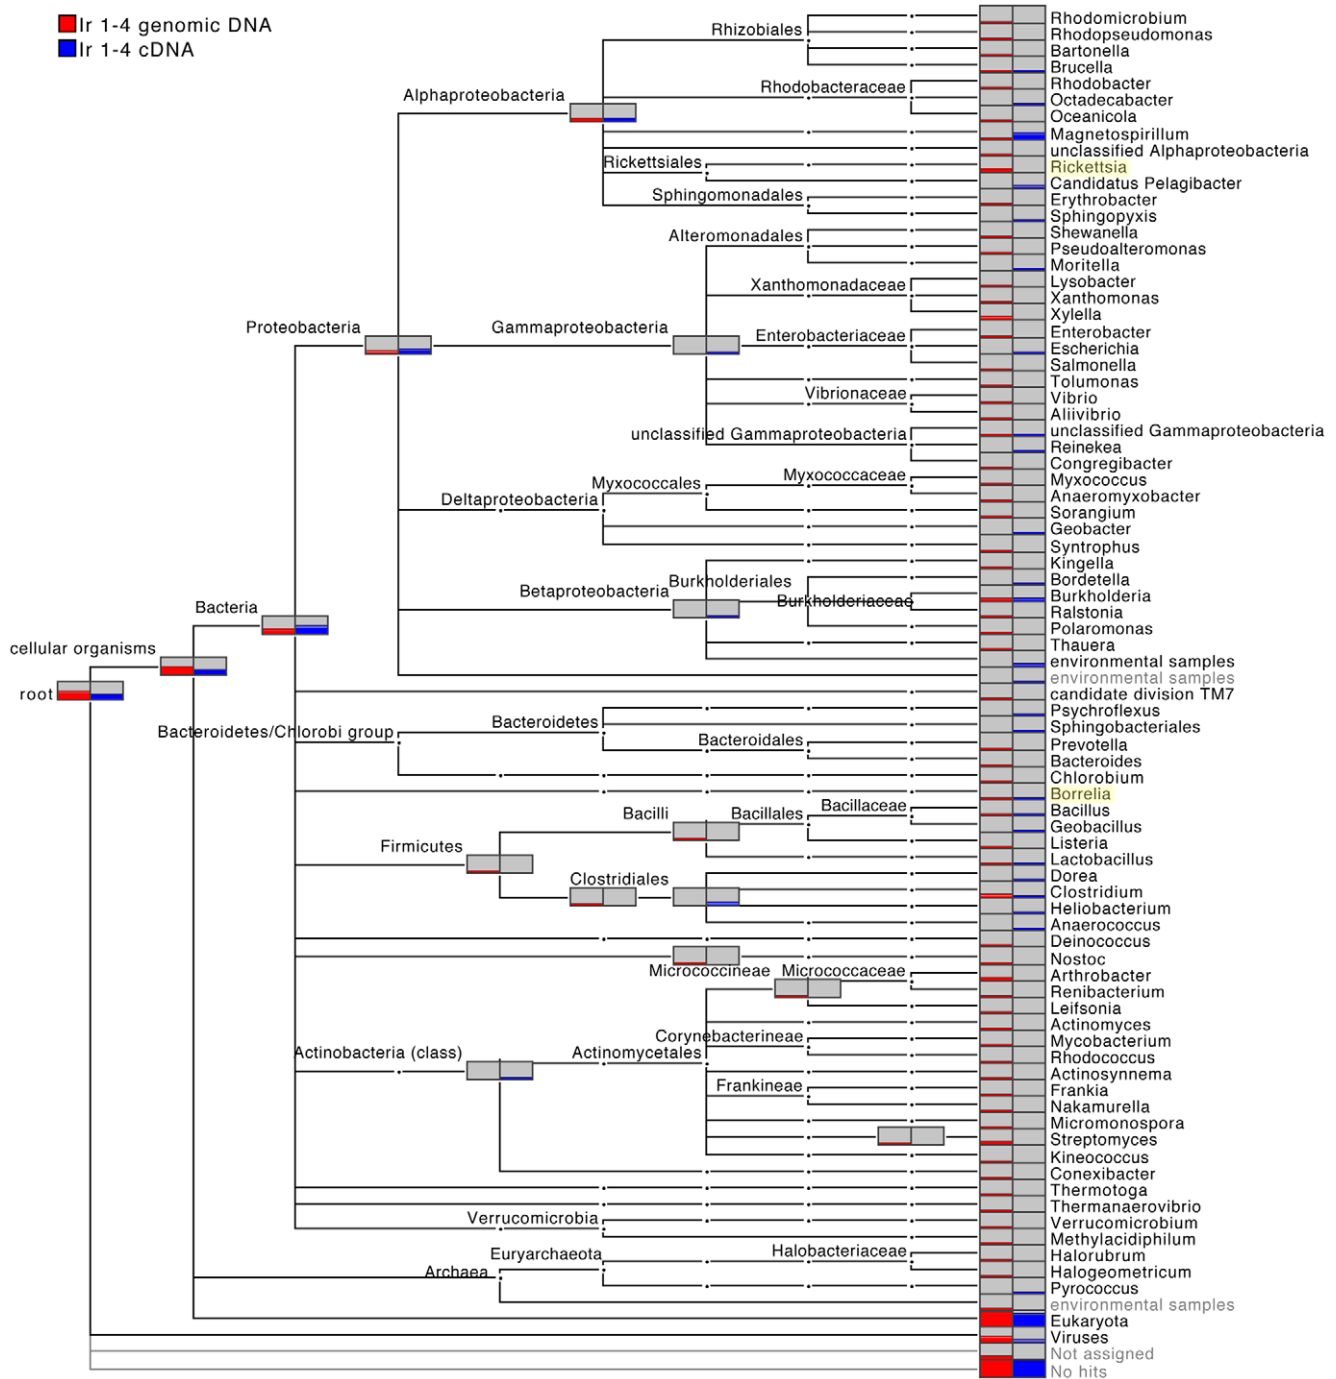 Ir 1-4 genomic DNA
Ir 1-4 cDNA
Rhizobiales
Rhodomicrobium
Rhodopseudomonas
Bartonella
Brucella
Alphaproteobacteria
Rhodobacteraceae
Rhodobacter
Octadecabacter
Oceanicola
Magnetospirillum
unclassified Alphaproteobacteria
Rickettsiales
Rickettsia
Candidatus Pelagibacter
Sphingomonadales
Erythrobacter
Sphingopyxis
Alteromonadales
Shewanella
Pseudoalteromonas
Moritella
Xanthomonadaceae
Lysobacter
Xanthomonas
Xylella
Proteobacteria
Gammaproteobacteria
Enterobacteriaceae
Enterobacter
Escherichia
Salmonella
Tolumonas
Vibrionaceae
Vibrio
Aliivibrio
unclassified Gammaproteobacteria
unclassified Gammaproteobacteria
Reinekea
Congregibacter
Deltaproteobacteria
Myxococcales
Myxococcaceae
Myxococcus
Anaeromyxobacter
Sorangium
Geobacter
Syntrophus
Kingella
Betaproteobacteria
Burkholderiales
Bordetella
Burkholderiaceae
Burkholderia
Ralstonia
Polaromonas
Thauera
environmental samples
environmental samples
Bacteria
cellular organisms
root
candidate division TM7
Bacteroidetes/Chlorobi group
Bacteroidetes
Psychroflexus
Sphingobacteriales
Bacteroidales
Prevotella
Bacteroides
Chlorobium
Borrelia
Firmicutes
Bacilli
Bacillales
Bacillaceae
Bacillus
Geobacillus
Listeria
Lactobacillus
Clostridiales
Dorea
Clostridium
Heliobacterium
Anaerococcus
Deinococcus
Nostoc
Micrococcineae
Micrococcaceae
Arthrobacter
Renibacterium
Leifsonia
Actinomyces
Actinobacteria (class)
Actinomycetales
Corynebacterineae
Mycobacterium
Rhodococcus
Actinosynnema
Frankineae
Frankia
Nakamurella
Micromonospora
Streptomyces
Kineococcus
Conexibacter
Thermotoga
Thermanaerovibrio
Verrucomicrobia
Verrucomicrobium
Methylacidiphilum
Archaea
Euryarchaeota
Halobacteriaceae
Halorubrum
Halogeometricum
Pyrococcus
environmental samples
Eukaryota
Viruses
Not assigned
No hits